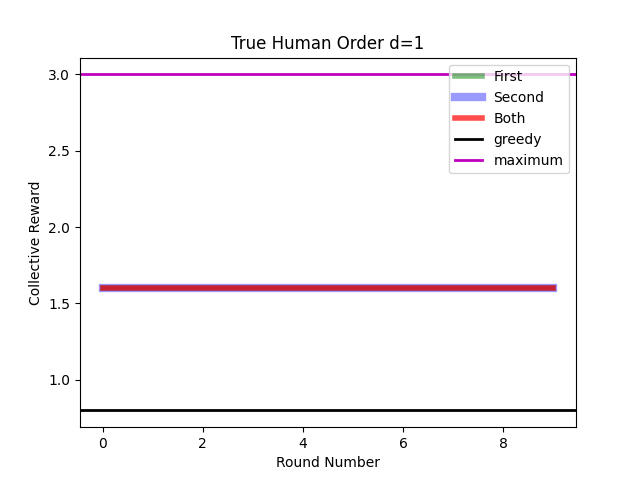 True Human Order d=1
Collective Reward
3.0
2.5
2.0
1.5
1.0
First
Second
Both
greedy
maximum
0 2 4 6 8
Round Number